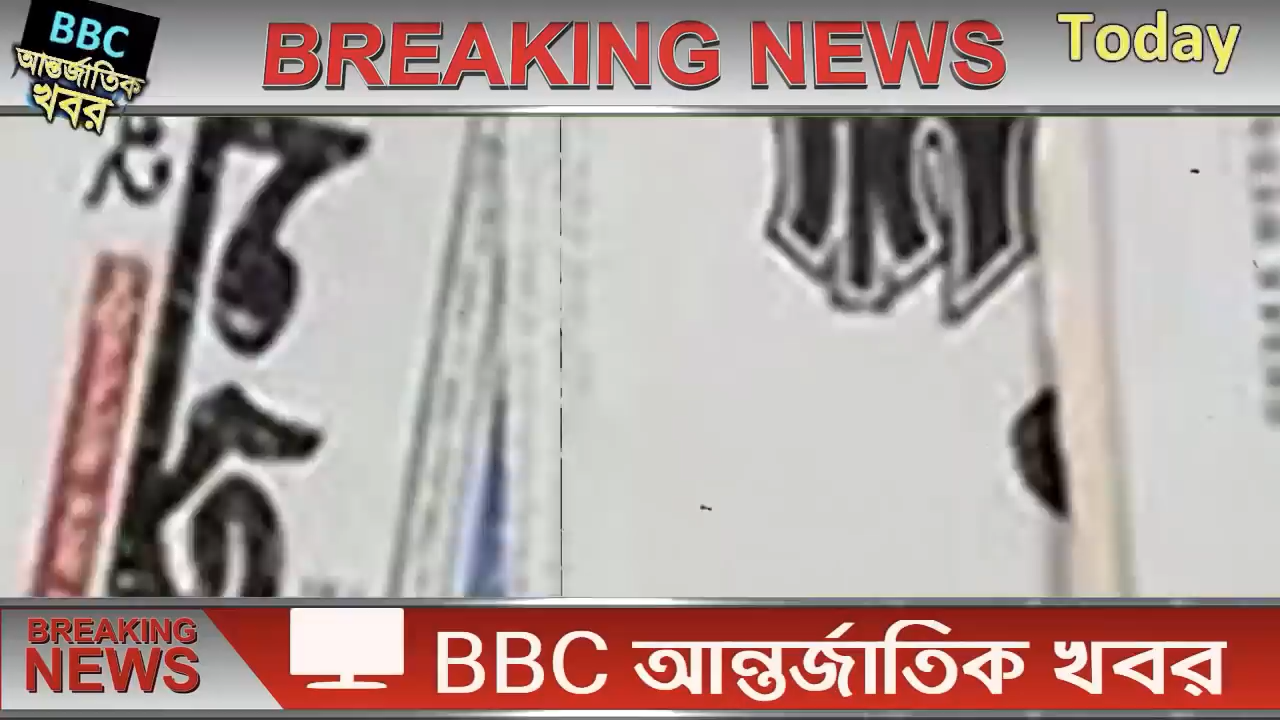 BBC
আন্তর্জাতিক
খবর
BREAKING NEWS
Today
BREAKING
NEWS
BBC আন্তর্জাতিক খবর